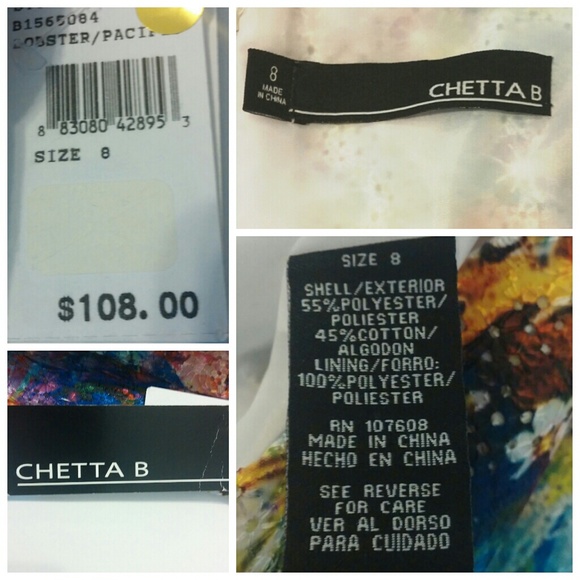 B1565084
LOBSTER/PACIF
8 83080 42895 3
SIZE 8
$108.00
8
MADE
IN CHINA
CHETTA B
CHETTA B
SIZE 8
SHELL/EXTERIOR
55%POLYESTER/
POLIESTER
45%COTTON/
ALGODON
LINING/FORRO:
100%POLYESTER/
POLIESTER
RN 107608
MADE IN CHINA
HECHO EN CHINA
SEE REVERSE
FOR CARE
VER AL DORSO
PARA CUIDADO